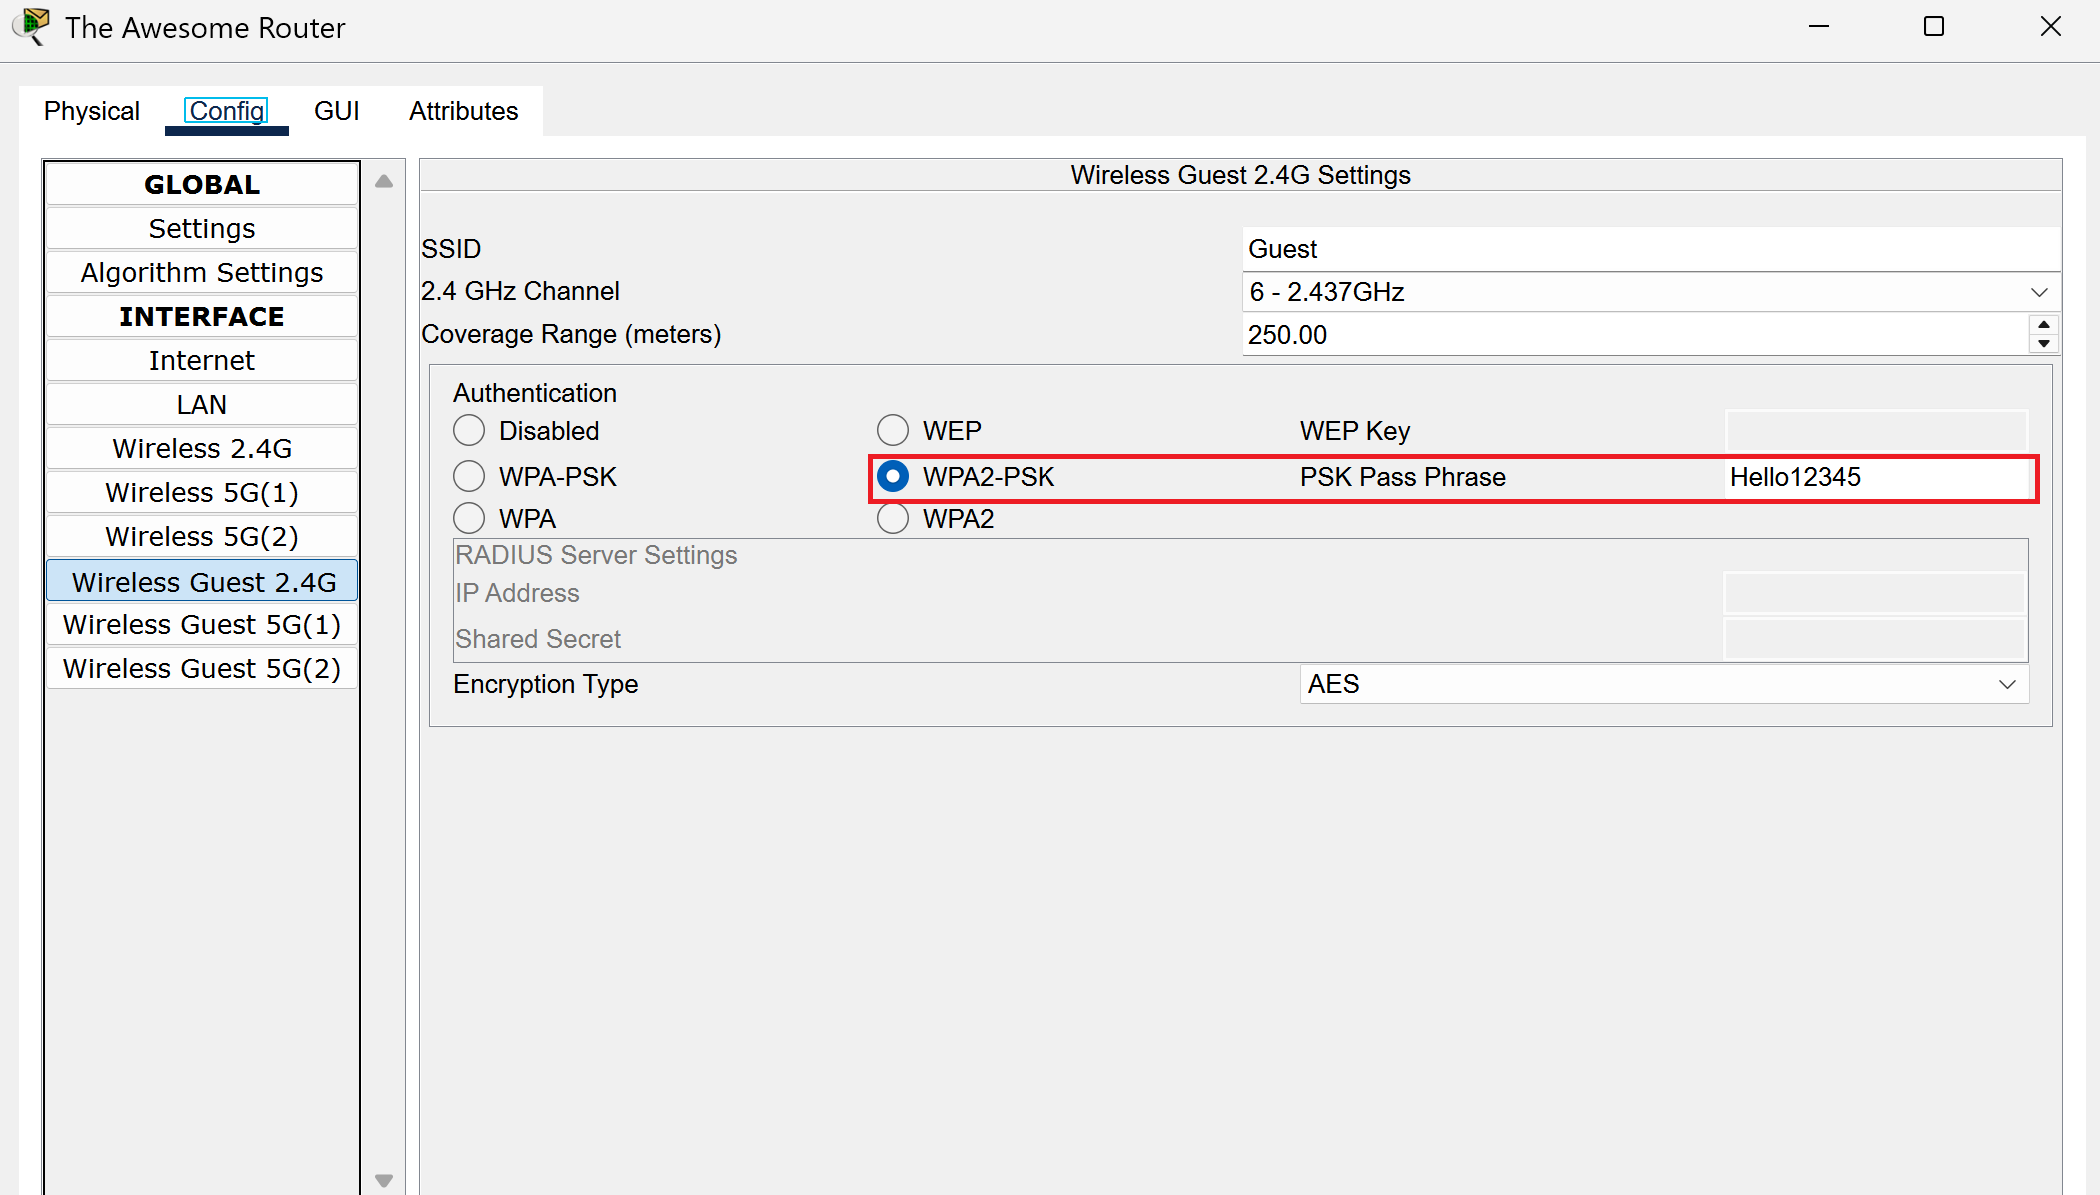 The Awesome Router
Physical Config GUI Attributes
GLOBAL
Settings
Algorithm Settings
INTERFACE
Internet
LAN
Wireless 2.4G
Wireless 5G(1)
Wireless 5G(2)
Wireless Guest 2.4G
Wireless Guest 5G(1)
Wireless Guest 5G(2)
Wireless Guest 2.4G Settings
SSID Guest
2.4 GHz Channel 6 - 2.437GHz
Coverage Range (meters) 250.00
Authentication
Disabled WEP WEP Key
WPA-PSK WPA2-PSK PSK Pass Phrase Hello12345
WPA WPA2
RADIUS Server Settings
IP Address
Shared Secret
Encryption Type AES